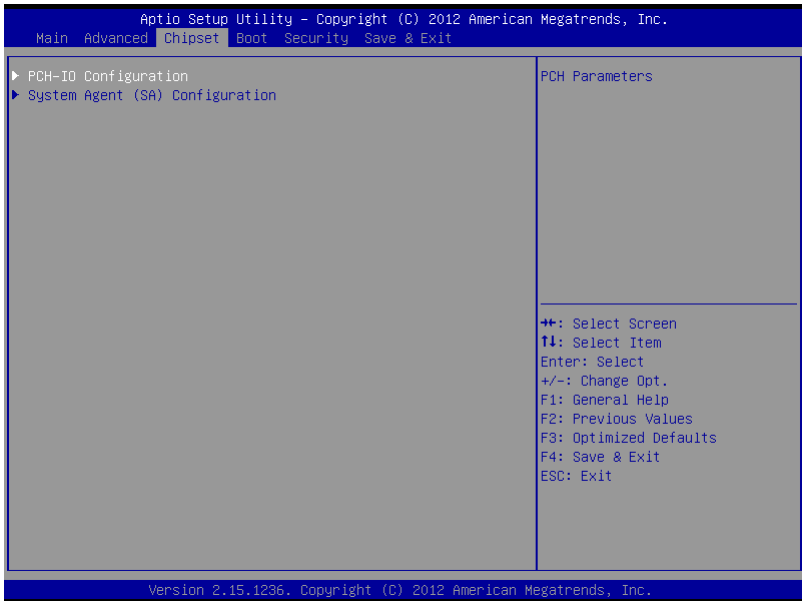 Aptio Setup Utility – Copyright (C) 2012 American Megatrends, Inc.
Main Advanced Chipset Boot Security Save & Exit
► PCH-IO Configuration
► System Agent (SA) Configuration
PCH Parameters
→←: Select Screen
↑↓: Select Item
Enter: Select
+/-: Change Opt.
F1: General Help
F2: Previous Values
F3: Optimized Defaults
F4: Save & Exit
ESC: Exit
Version 2.15.1236. Copyright (C) 2012 American Megatrends, Inc.